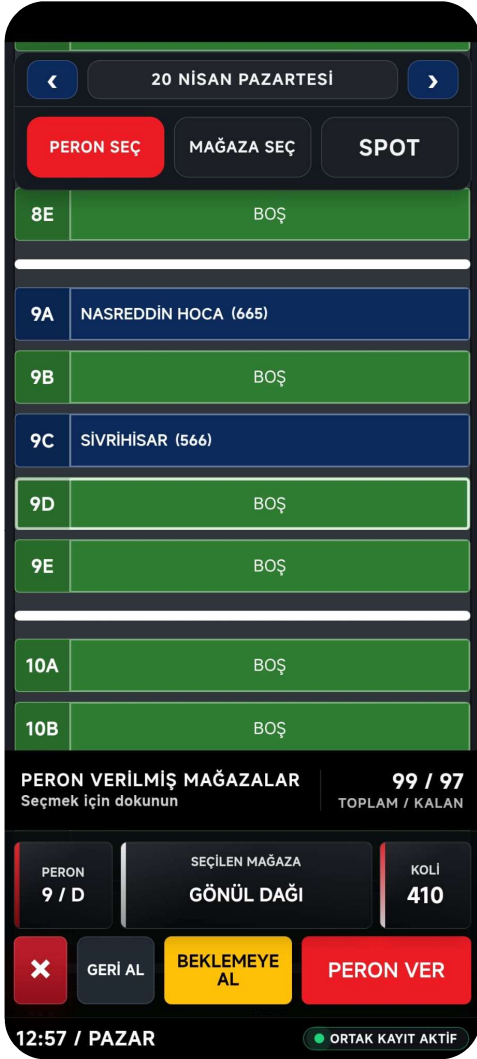 ‹ 20 NİSAN PAZARTESİ ›
PERON SEÇ MAĞAZA SEÇ SPOT
8E BOŞ
9A NASREDDİN HOCA (665)
9B BOŞ
9C SİVRİHİSAR (566)
9D BOŞ
9E BOŞ
10A BOŞ
10B BOŞ
PERON VERİLMİŞ MAĞAZALAR
Seçmek için dokunun
99 / 97
TOPLAM / KALAN
PERON
9 / D
SEÇİLEN MAĞAZA
GÖNÜL DAĞI
KOLİ
410
× GERİ AL BEKLEMEYE
AL
PERON VER
12:57 / PAZAR ORTAK KAYIT AKTİF